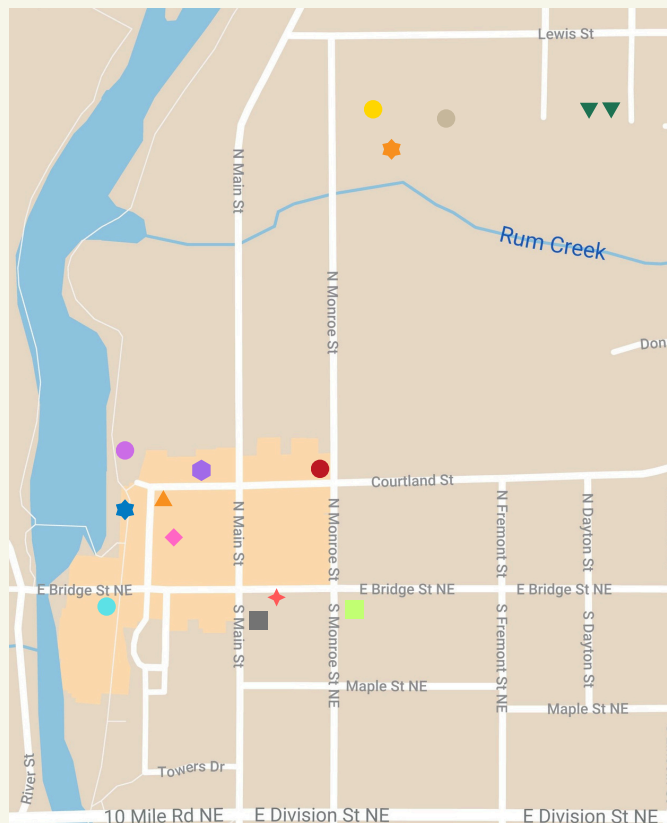 Lewis St
N Main St
Rum Creek
N Monroe St
Don
Courtland St
N Main St
N Monroe St
N Fremont St
N Dayton St
E Bridge St NE
E Bridge St NE
E Bridge St NE
S Main St
S Monroe St NE
S Fremont St NE
S Dayton St
Maple St NE
Maple St NE
River St
Towers Dr
10 Mile Rd NE
E Division St NE
E Division St NE